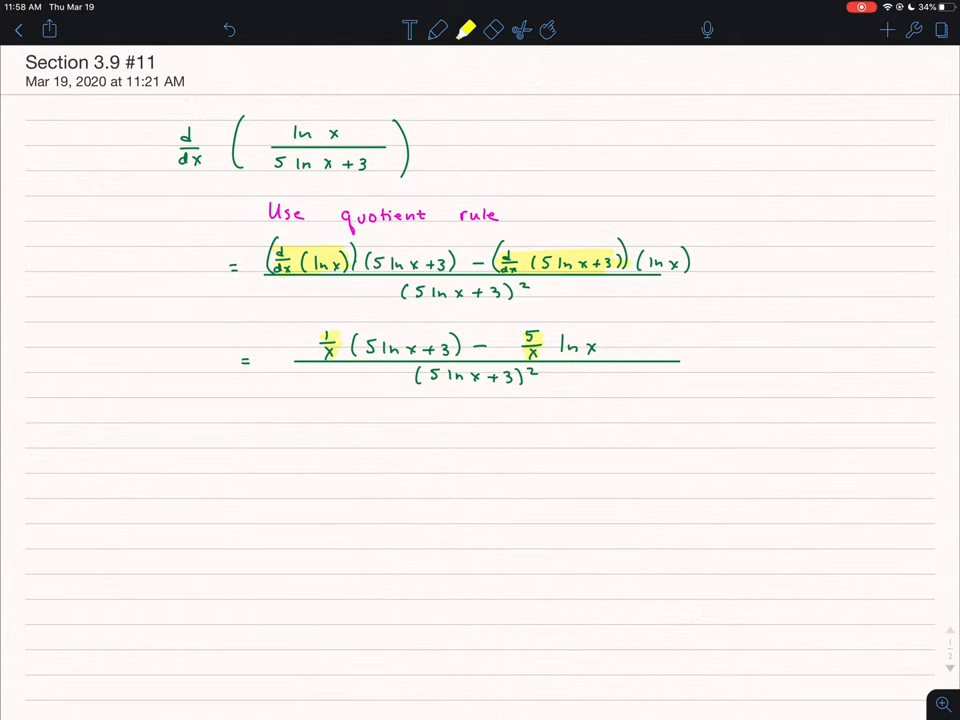 11:58 AM Thu Mar 19
34%
T
Section 3.9 #11
Mar 19, 2020 at 11:21 AM
d/dx ( ln x / 5 ln x + 3 )
Use quotient rule
= (d/dx (ln x)) (5 ln x + 3) − (d/dx (5 ln x + 3)) (ln x) / (5 ln x + 3)²
= 1/x (5 ln x + 3) − 5/x ln x / (5 ln x + 3)²
1
2